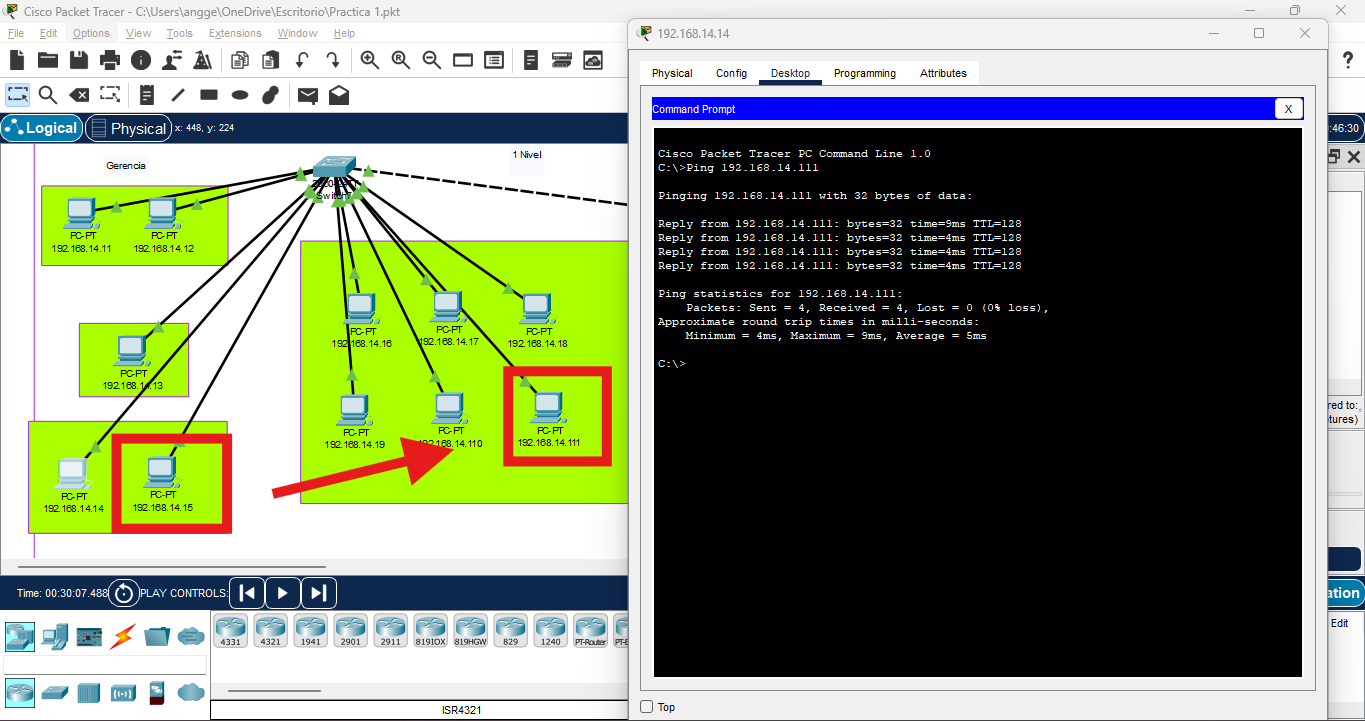 Cisco Packet Tracer - C:\Users\angge\OneDrive\Escritorio\Practica 1.pkt
File Edit Options View Tools Extensions Window Help
Logical
Physical
x: 448, y: 224
Gerencia
1 Nivel
PC-PT
192.168.14.11
PC-PT
192.168.14.12
PC-PT
192.168.14.13
PC-PT
192.168.14.14
PC-PT
192.168.14.15
PC-PT
192.168.14.16
PC-PT
192.168.14.17
PC-PT
192.168.14.18
PC-PT
192.168.14.19
PC-PT
192.168.14.110
PC-PT
192.168.14.111
Time: 00:30:07.488
PLAY CONTROLS:
4331
4321
1941
2901
2911
819IOX
819HGW
829
1240
PT-Router
ISR4321
192.168.14.14
Physical Config Desktop Programming Attributes
Command Prompt
X
Cisco Packet Tracer PC Command Line 1.0
C:\>Ping 192.168.14.111
Pinging 192.168.14.111 with 32 bytes of data:
Reply from 192.168.14.111: bytes=32 time=9ms TTL=128
Reply from 192.168.14.111: bytes=32 time=4ms TTL=128
Reply from 192.168.14.111: bytes=32 time=4ms TTL=128
Reply from 192.168.14.111: bytes=32 time=4ms TTL=128
Ping statistics for 192.168.14.111:
Packets: Sent = 4, Received = 4, Lost = 0 (0% loss),
Approximate round trip times in milli-seconds:
Minimum = 4ms, Maximum = 9ms, Average = 5ms
C:\>
Top
:46:30
red to:
tures)
ation
Edit